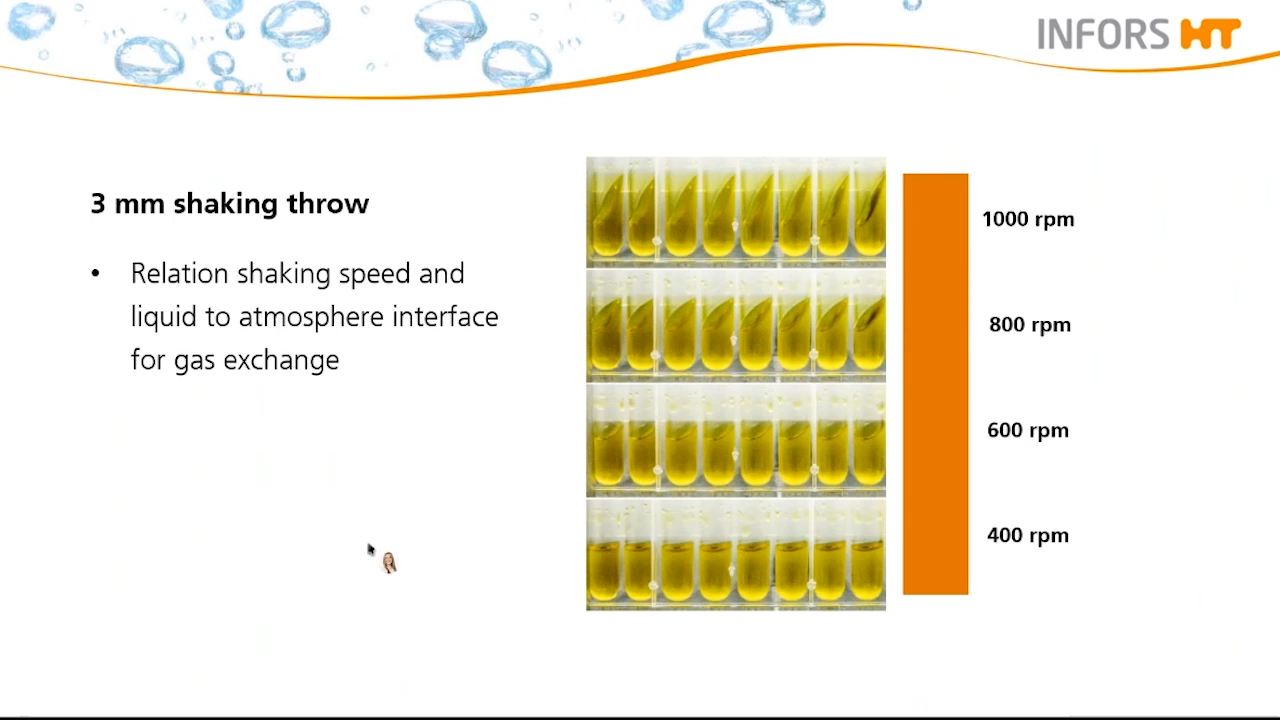 INFORS HT
3 mm shaking throw
• Relation shaking speed and
liquid to atmosphere interface
for gas exchange
1000 rpm
800 rpm
600 rpm
400 rpm